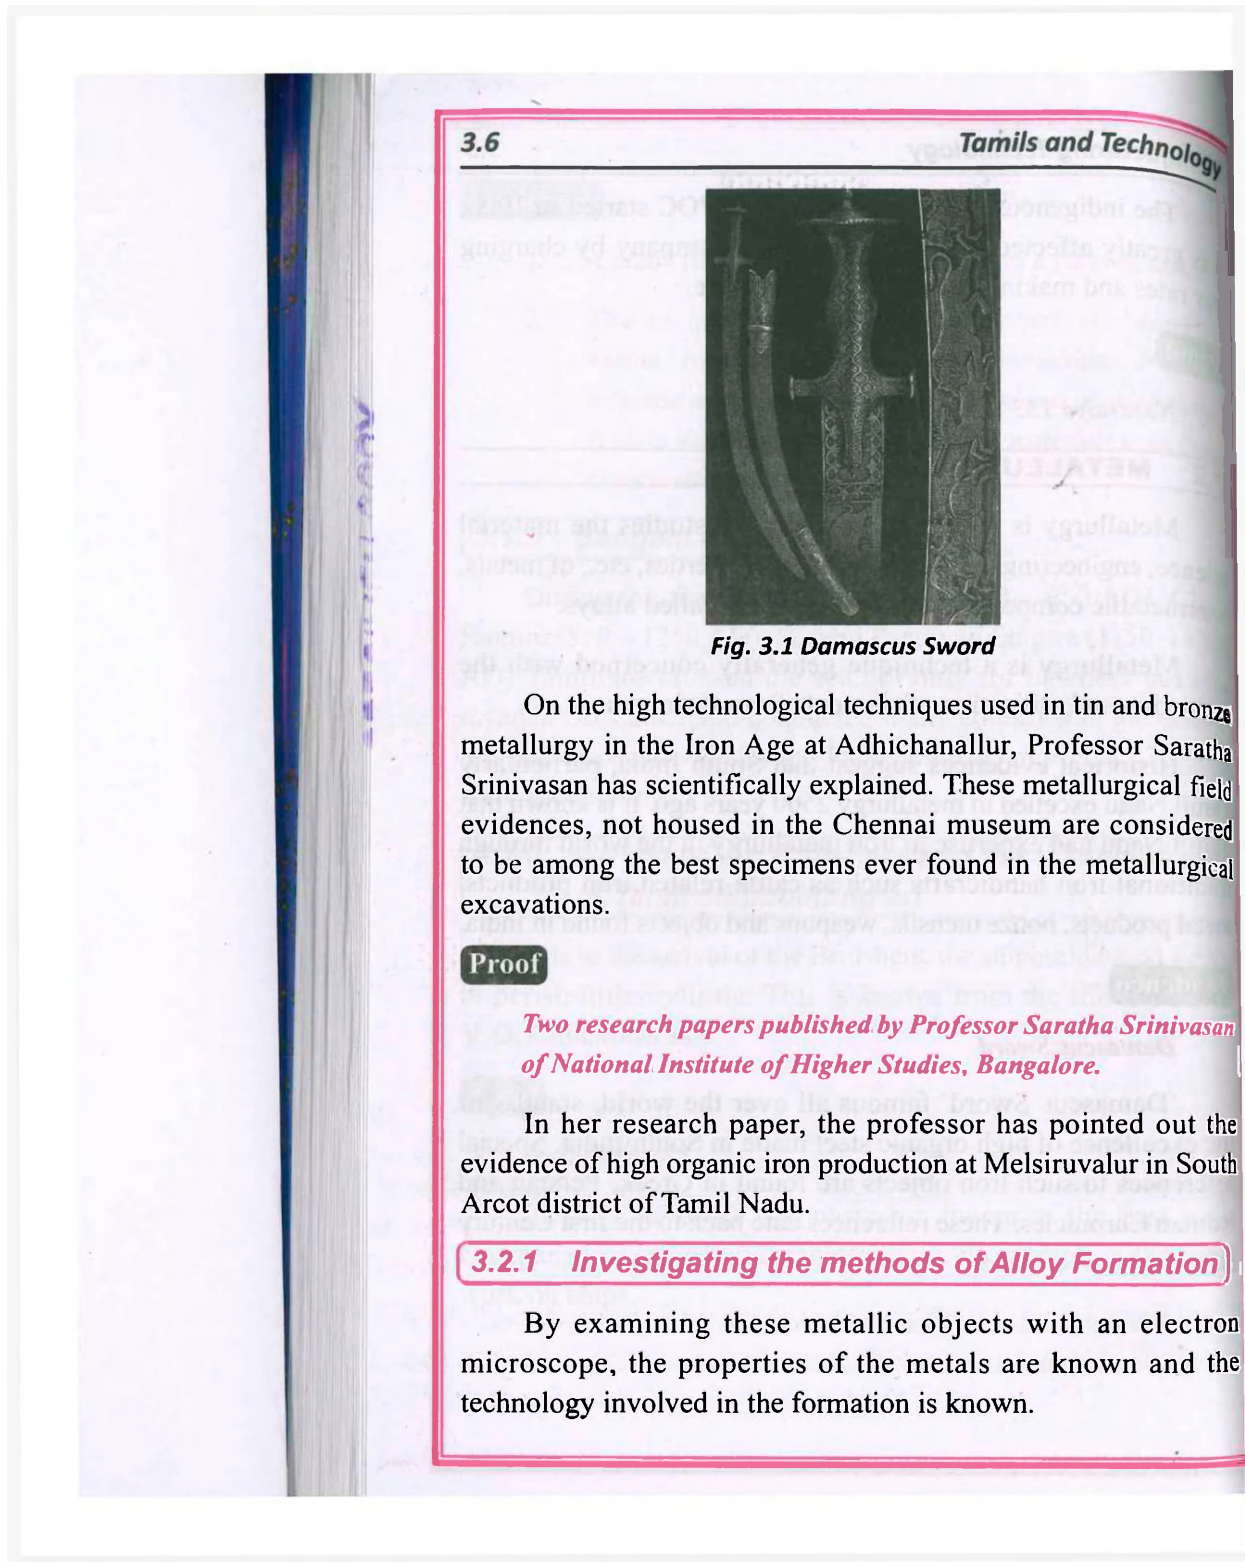 3.6
Tamils and Technology
Fig. 3.1 Damascus Sword
On the high technological techniques used in tin and bronze
metallurgy in the Iron Age at Adhichanallur, Professor Saratha
Srinivasan has scientifically explained. These metallurgical field
evidences, not housed in the Chennai museum are considered
to be among the best specimens ever found in the metallurgical
excavations.
Proof
Two research papers published by Professor Saratha Srinivasan
of National Institute of Higher Studies, Bangalore.
In her research paper, the professor has pointed out the
evidence of high organic iron production at Melsiruvalur in South
Arcot district of Tamil Nadu.
3.2.1 Investigating the methods of Alloy Formation
By examining these metallic objects with an electron
microscope, the properties of the metals are known and the
technology involved in the formation is known.